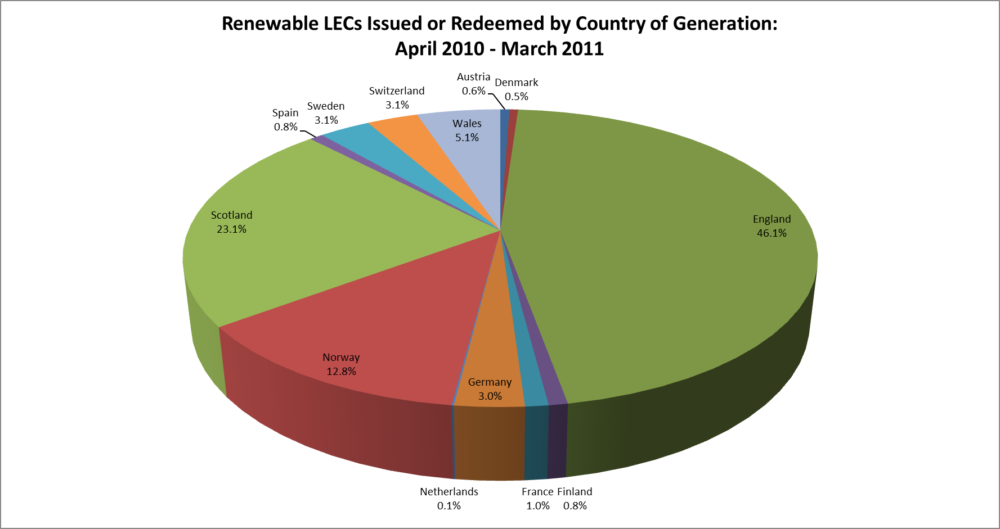 Renewable LECs Issued or Redeemed by Country of Generation:
April 2010 - March 2011
Austria
0.6%
Denmark
0.5%
Switzerland
3.1%
Sweden
3.1%
Spain
0.8%
Wales
5.1%
Scotland
23.1%
England
46.1%
Norway
12.8%
Germany
3.0%
Netherlands
0.1%
France
1.0%
Finland
0.8%